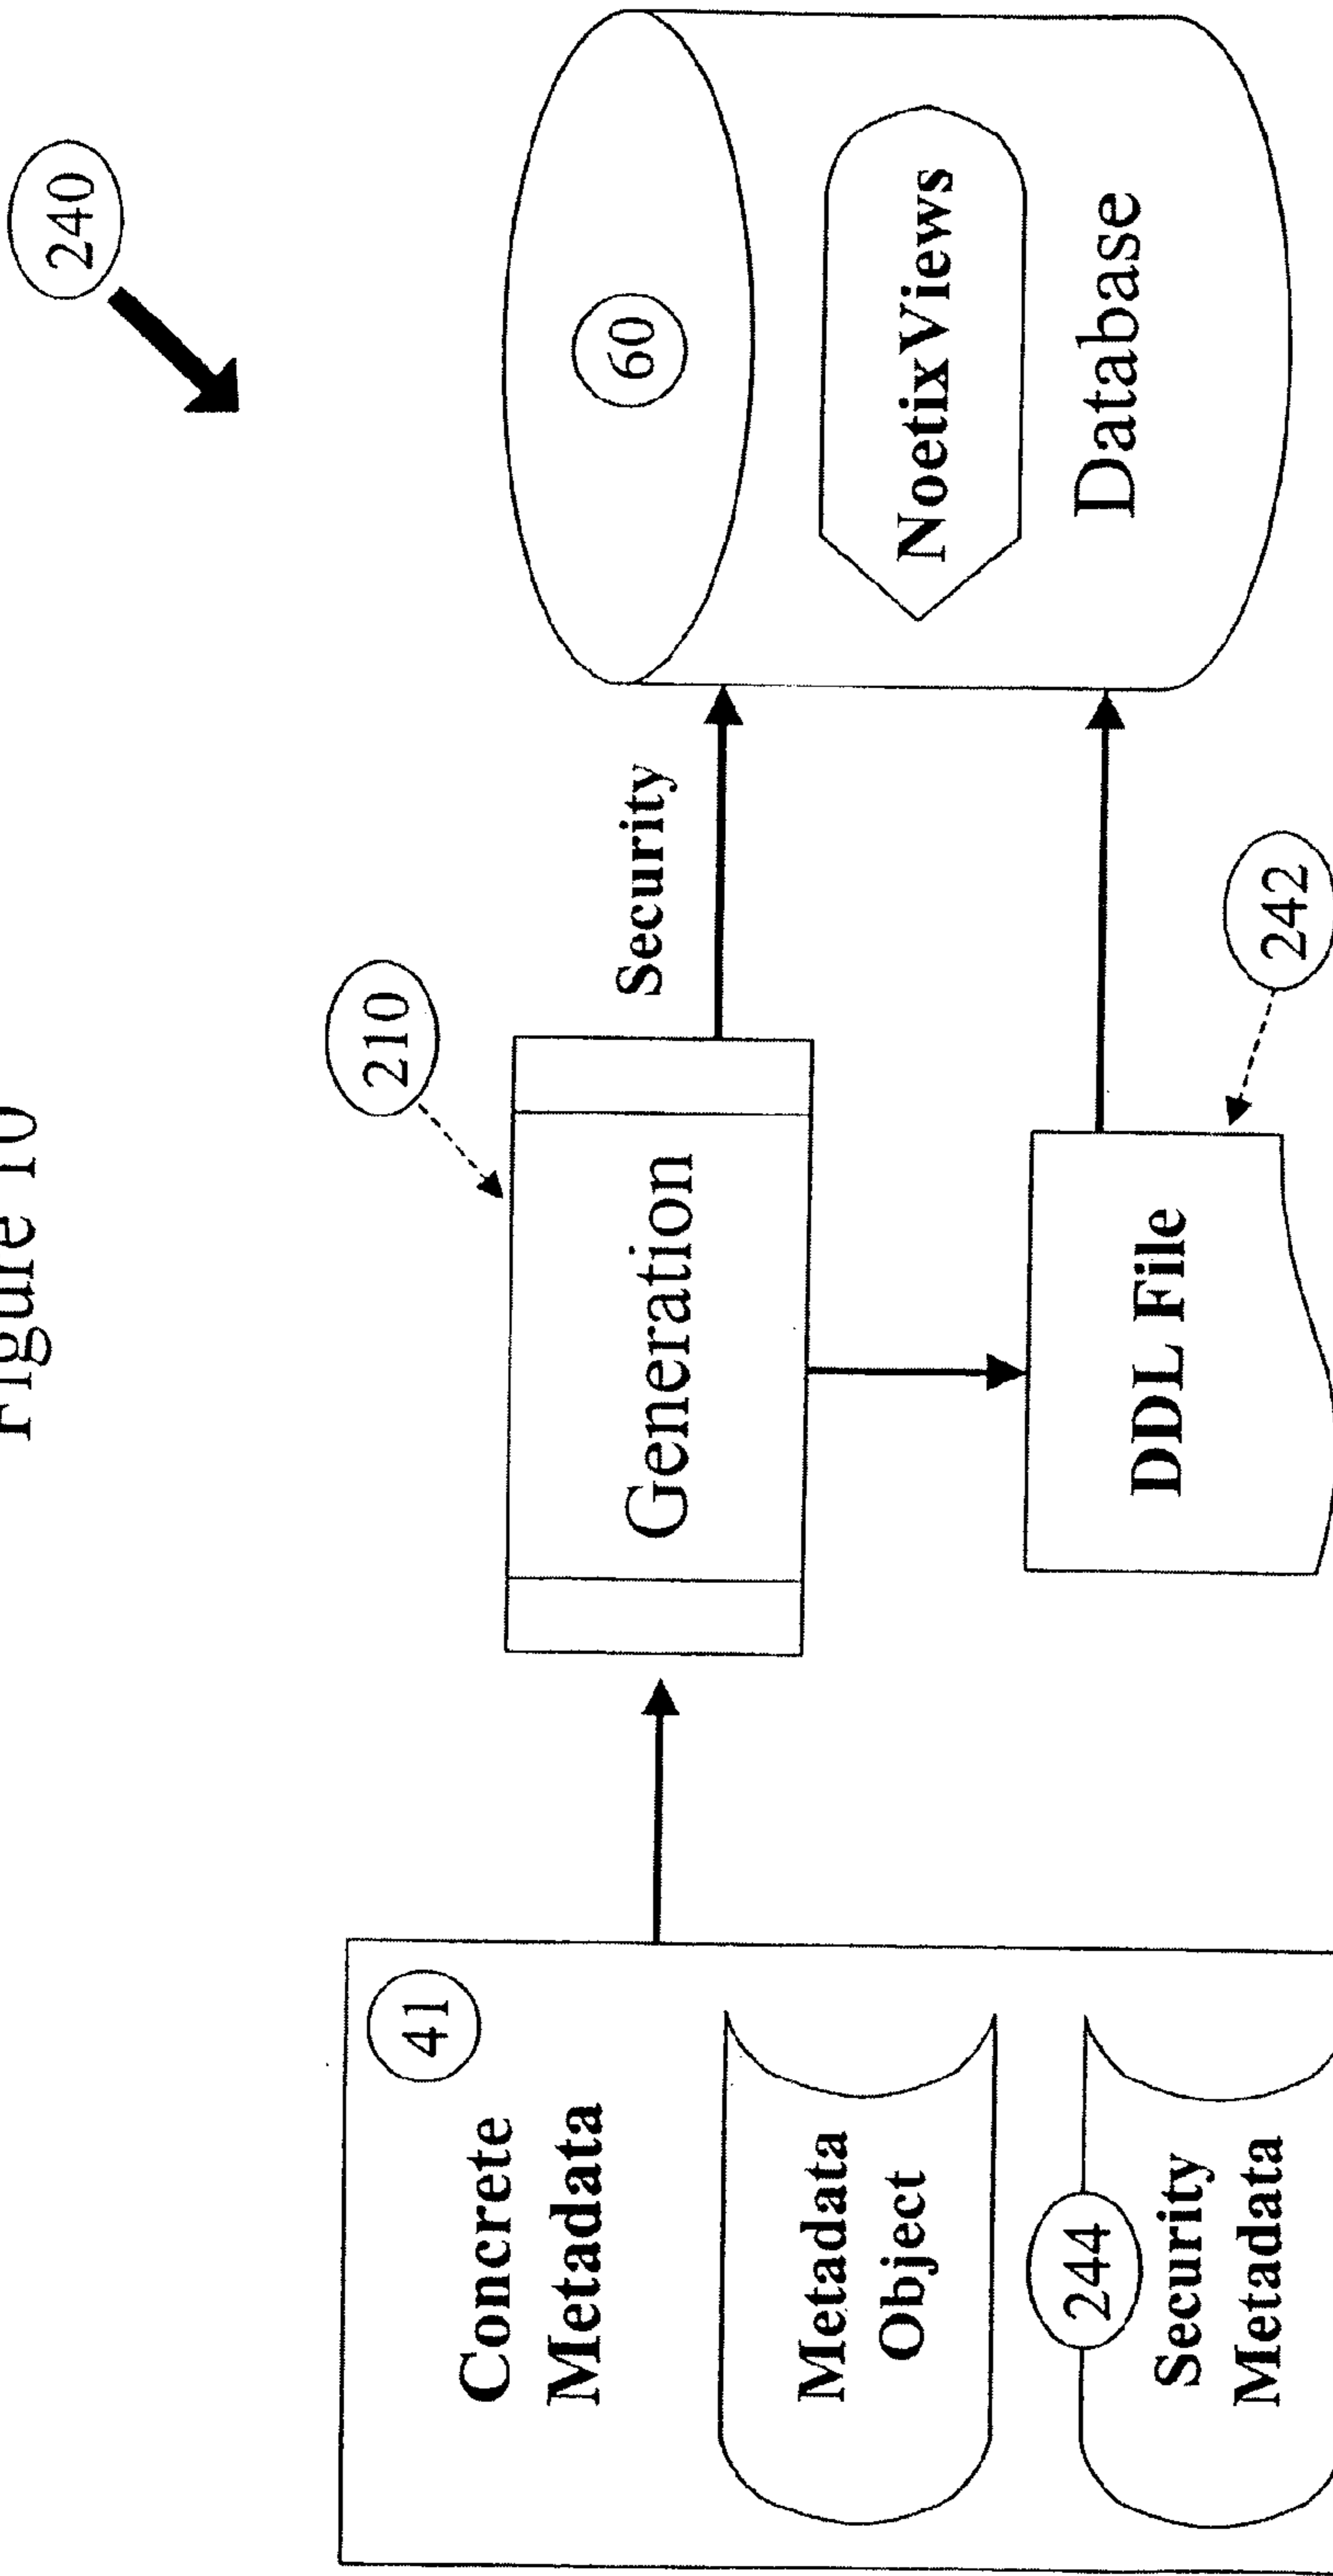 Figure 10
240
41
Concrete
Metadata
Metadata
Object
244
Security
Metadata
210
Generation
Security
DDL File
242
60
NoetixViews
Database